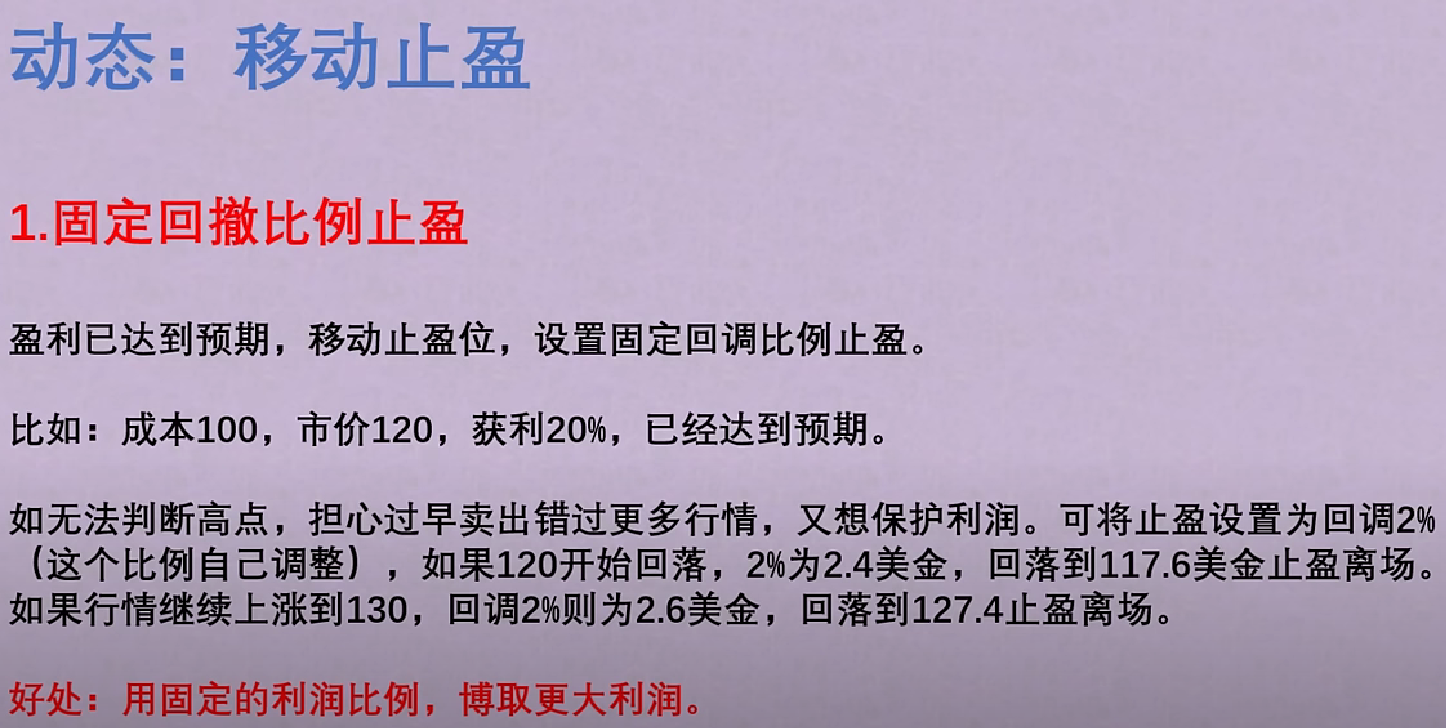 动态：移动止盈
1.固定回撤比例止盈
盈利已达到预期，移动止盈位，设置固定回调比例止盈。
比如：成本100，市价120，获利20%，已经达到预期。
如无法判断高点，担心过早卖出错过更多行情，又想保护利润。可将止盈设置为回调2%
（这个比例自己调整），如果120开始回落，2%为2.4美金，回落到117.6美金止盈离场。
如果行情继续上涨到130，回调2%则为2.6美金，回落到127.4止盈离场。
好处：用固定的利润比例，博取更大利润。